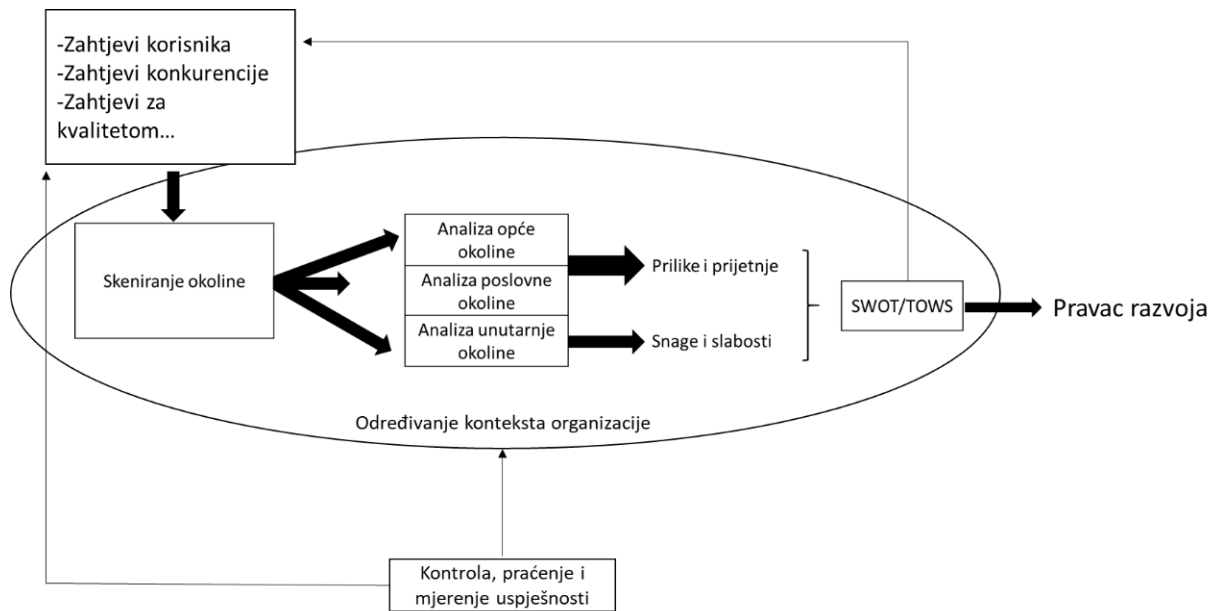 -Zahtjevi korisnika
-Zahtjevi konkurencije
-Zahtjevi za
kvalitetom...
Skeniranje okoline
Analiza opće
okoline
Analiza poslovne
okoline
Analiza unutarnje
okoline
Prilike i prijetnje
Snage i slabosti
SWOT/TOWS
Pravac razvoja
Određivanje konteksta organizacije
Kontrola, praćenje i
mjerenje uspješnosti